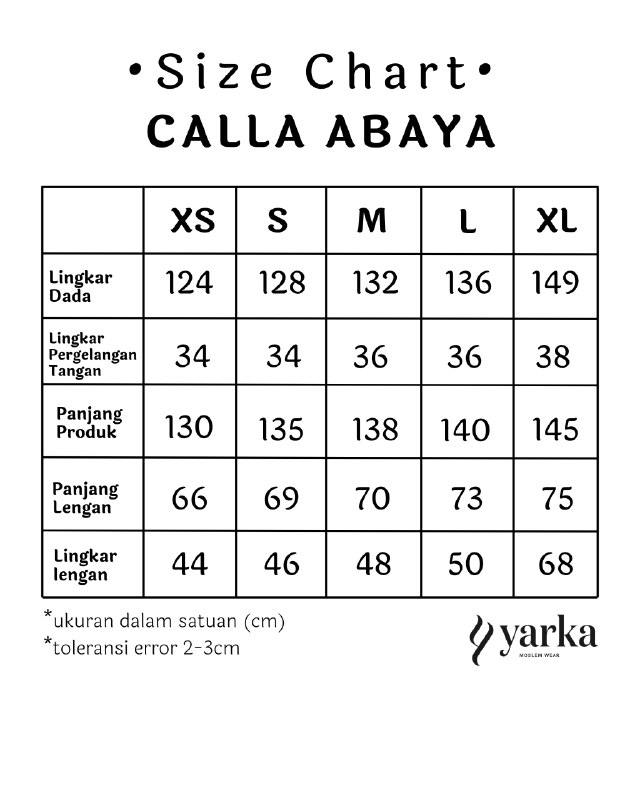 •Size Chart•
CALLA ABAYA
XS S M L XL
Lingkar
Dada
124 128 132 136 149
Lingkar
Pergelangan
Tangan
34 34 36 36 38
Panjang
Produk
130 135 138 140 145
Panjang
Lengan
66 69 70 73 75
Lingkar
lengan
44 46 48 50 68
*ukuran dalam satuan (cm)
*toleransi error 2-3cm
yarka
MOSLEM WEAR